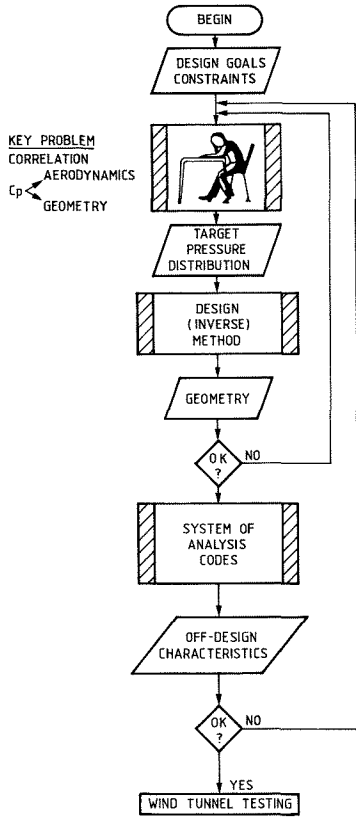 BEGIN
DESIGN GOALS
CONSTRAINTS
KEY PROBLEM
CORRELATION
AERODYNAMICS
Cp
GEOMETRY
TARGET
PRESSURE
DISTRIBUTION
DESIGN
(INVERSE)
METHOD
GEOMETRY
OK
?
NO
SYSTEM OF
ANALYSIS
CODES
OFF-DESIGN
CHARACTERISTICS
OK
?
NO
YES
WIND TUNNEL TESTING